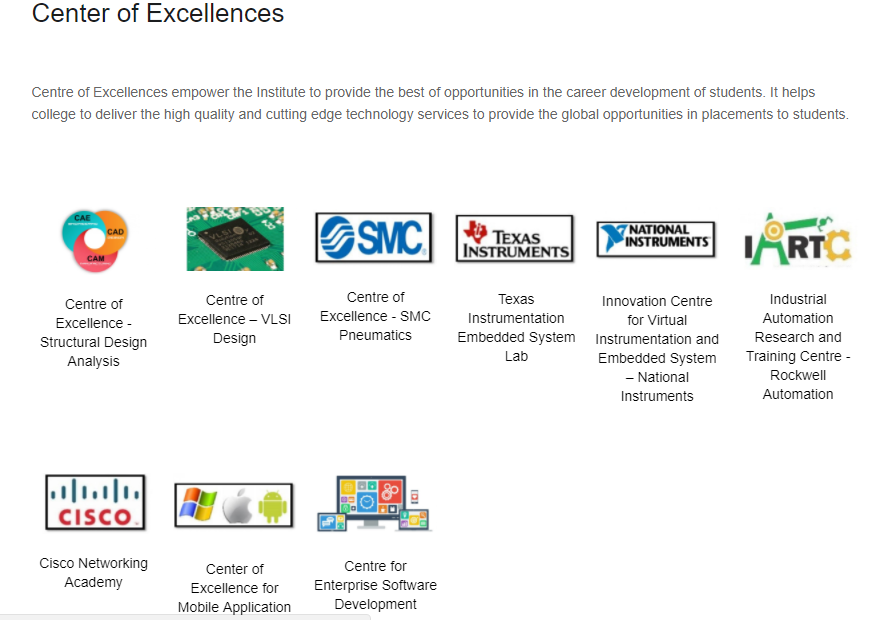 Center of Excellences
Centre of Excellences empower the Institute to provide the best of opportunities in the career development of students. It helps
college to deliver the high quality and cutting edge technology services to provide the global opportunities in placements to students.
CAE
CAD
CAM
VLSI
SMC
TEXAS
INSTRUMENTS
NATIONAL
INSTRUMENTS
IARTC
Centre of
Excellence -
Structural Design
Analysis
Centre of
Excellence – VLSI
Design
Centre of
Excellence - SMC
Pneumatics
Texas
Instrumentation
Embedded System
Lab
Innovation Centre
for Virtual
Instrumentation and
Embedded System
– National
Instruments
Industrial
Automation
Research and
Training Centre -
Rockwell
Automation
CISCO
Cisco Networking
Academy
Center of
Excellence for
Mobile Application
Centre for
Enterprise Software
Development